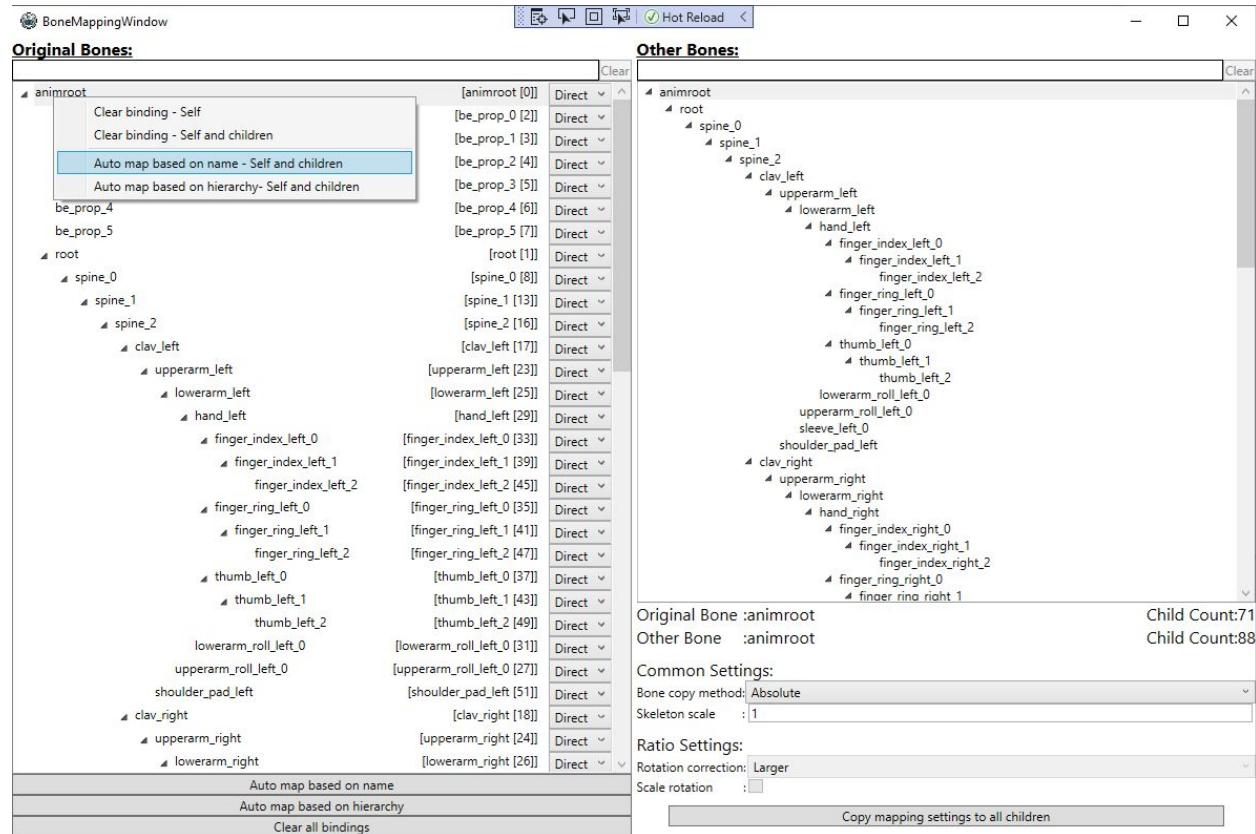 BoneMappingWindow
Hot Reload
Original Bones:
Clear
animroot [animroot [0]] Direct
Clear binding - Self
Clear binding - Self and children
Auto map based on name - Self and children
Auto map based on hierarchy- Self and children
[be_prop_0 [2]] Direct
[be_prop_1 [3]] Direct
[be_prop_2 [4]] Direct
[be_prop_3 [5]] Direct
be_prop_4 [be_prop_4 [6]] Direct
be_prop_5 [be_prop_5 [7]] Direct
root [root [1]] Direct
spine_0 [spine_0 [8]] Direct
spine_1 [spine_1 [13]] Direct
spine_2 [spine_2 [16]] Direct
clav_left [clav_left [17]] Direct
upperarm_left [upperarm_left [23]] Direct
lowerarm_left [lowerarm_left [25]] Direct
hand_left [hand_left [29]] Direct
finger_index_left_0 [finger_index_left_0 [33]] Direct
finger_index_left_1 [finger_index_left_1 [39]] Direct
finger_index_left_2 [finger_index_left_2 [45]] Direct
finger_ring_left_0 [finger_ring_left_0 [35]] Direct
finger_ring_left_1 [finger_ring_left_1 [41]] Direct
finger_ring_left_2 [finger_ring_left_2 [47]] Direct
thumb_left_0 [thumb_left_0 [37]] Direct
thumb_left_1 [thumb_left_1 [43]] Direct
thumb_left_2 [thumb_left_2 [49]] Direct
lowerarm_roll_left_0 [lowerarm_roll_left_0 [31]] Direct
upperarm_roll_left_0 [upperarm_roll_left_0 [27]] Direct
shoulder_pad_left [shoulder_pad_left [51]] Direct
clav_right [clav_right [18]] Direct
upperarm_right [upperarm_right [24]] Direct
lowerarm_right [lowerarm_right [26]] Direct
Auto map based on name
Auto map based on hierarchy
Clear all bindings
Other Bones:
Clear
animroot
root
spine_0
spine_1
spine_2
clav_left
upperarm_left
lowerarm_left
hand_left
finger_index_left_0
finger_index_left_1
finger_index_left_2
finger_ring_left_0
finger_ring_left_1
finger_ring_left_2
thumb_left_0
thumb_left_1
thumb_left_2
lowerarm_roll_left_0
upperarm_roll_left_0
sleeve_left_0
shoulder_pad_left
clav_right
upperarm_right
lowerarm_right
hand_right
finger_index_right_0
finger_index_right_1
finger_index_right_2
finger_ring_right_0
finger_ring_right_1
Original Bone :animroot Child Count:71
Other Bone :animroot Child Count:88
Common Settings:
Bone copy method: Absolute
Skeleton scale : 1
Ratio Settings:
Rotation correction: Larger
Scale rotation :
Copy mapping settings to all children